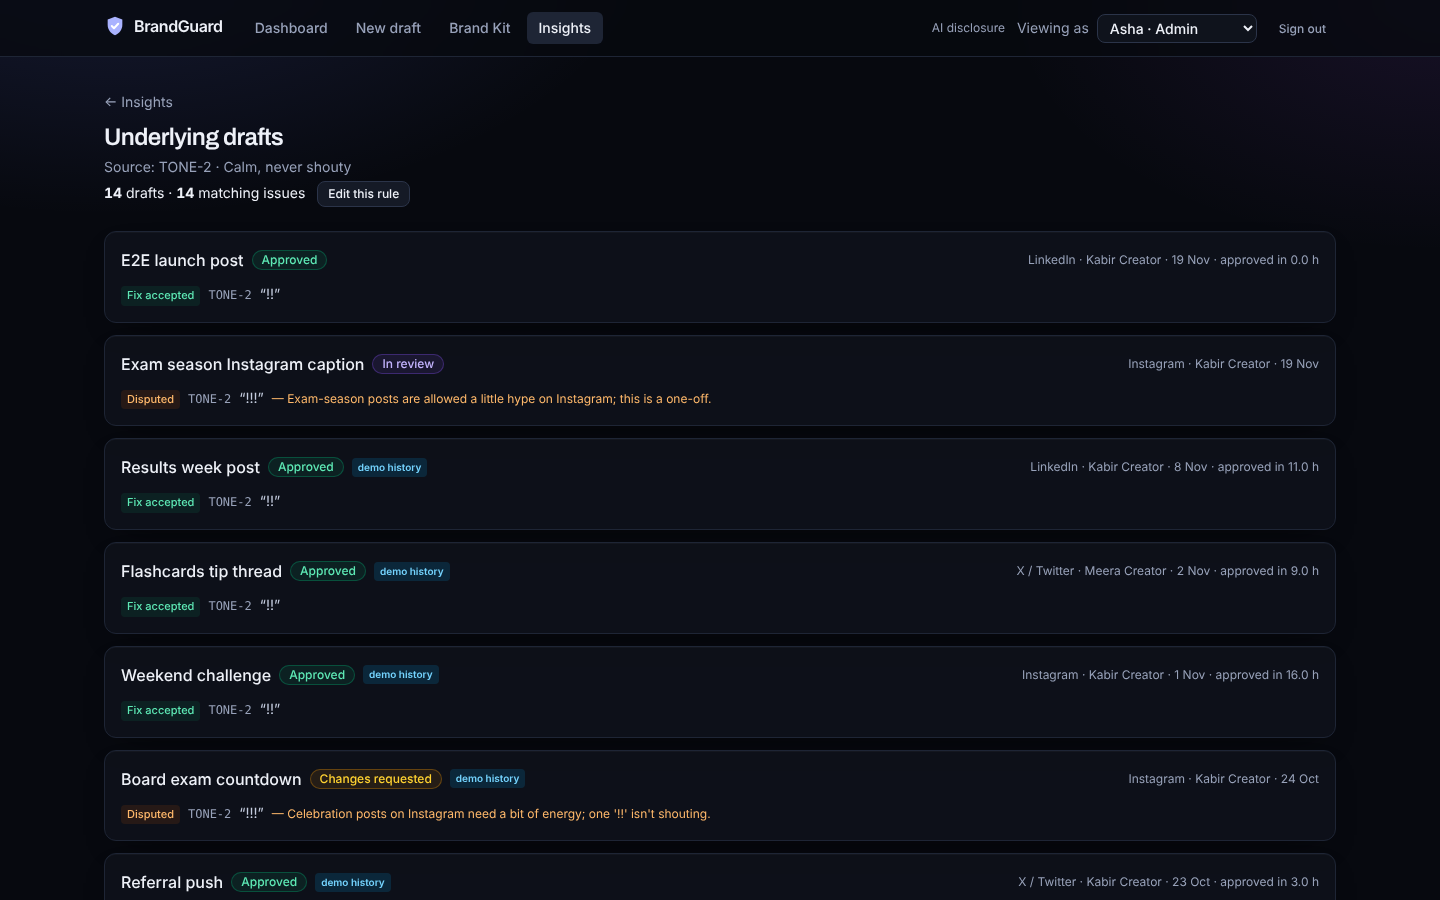 BrandGuard Dashboard New draft Brand Kit Insights AI disclosure Viewing as Asha · Admin Sign out
← Insights
Underlying drafts
Source: TONE-2 · Calm, never shouty
14 drafts · 14 matching issues Edit this rule
E2E launch post Approved LinkedIn · Kabir Creator · 19 Nov · approved in 0.0 h
Fix accepted TONE-2 “!!”
Exam season Instagram caption In review Instagram · Kabir Creator · 19 Nov
Disputed TONE-2 “!!!” — Exam-season posts are allowed a little hype on Instagram; this is a one-off.
Results week post Approved demo history LinkedIn · Kabir Creator · 8 Nov · approved in 11.0 h
Fix accepted TONE-2 “!!”
Flashcards tip thread Approved demo history X / Twitter · Meera Creator · 2 Nov · approved in 9.0 h
Fix accepted TONE-2 “!!”
Weekend challenge Approved demo history Instagram · Kabir Creator · 1 Nov · approved in 16.0 h
Fix accepted TONE-2 “!!”
Board exam countdown Changes requested demo history Instagram · Kabir Creator · 24 Oct
Disputed TONE-2 “!!!” — Celebration posts on Instagram need a bit of energy; one '!!' isn't shouting.
Referral push Approved demo history X / Twitter · Kabir Creator · 23 Oct · approved in 3.0 h